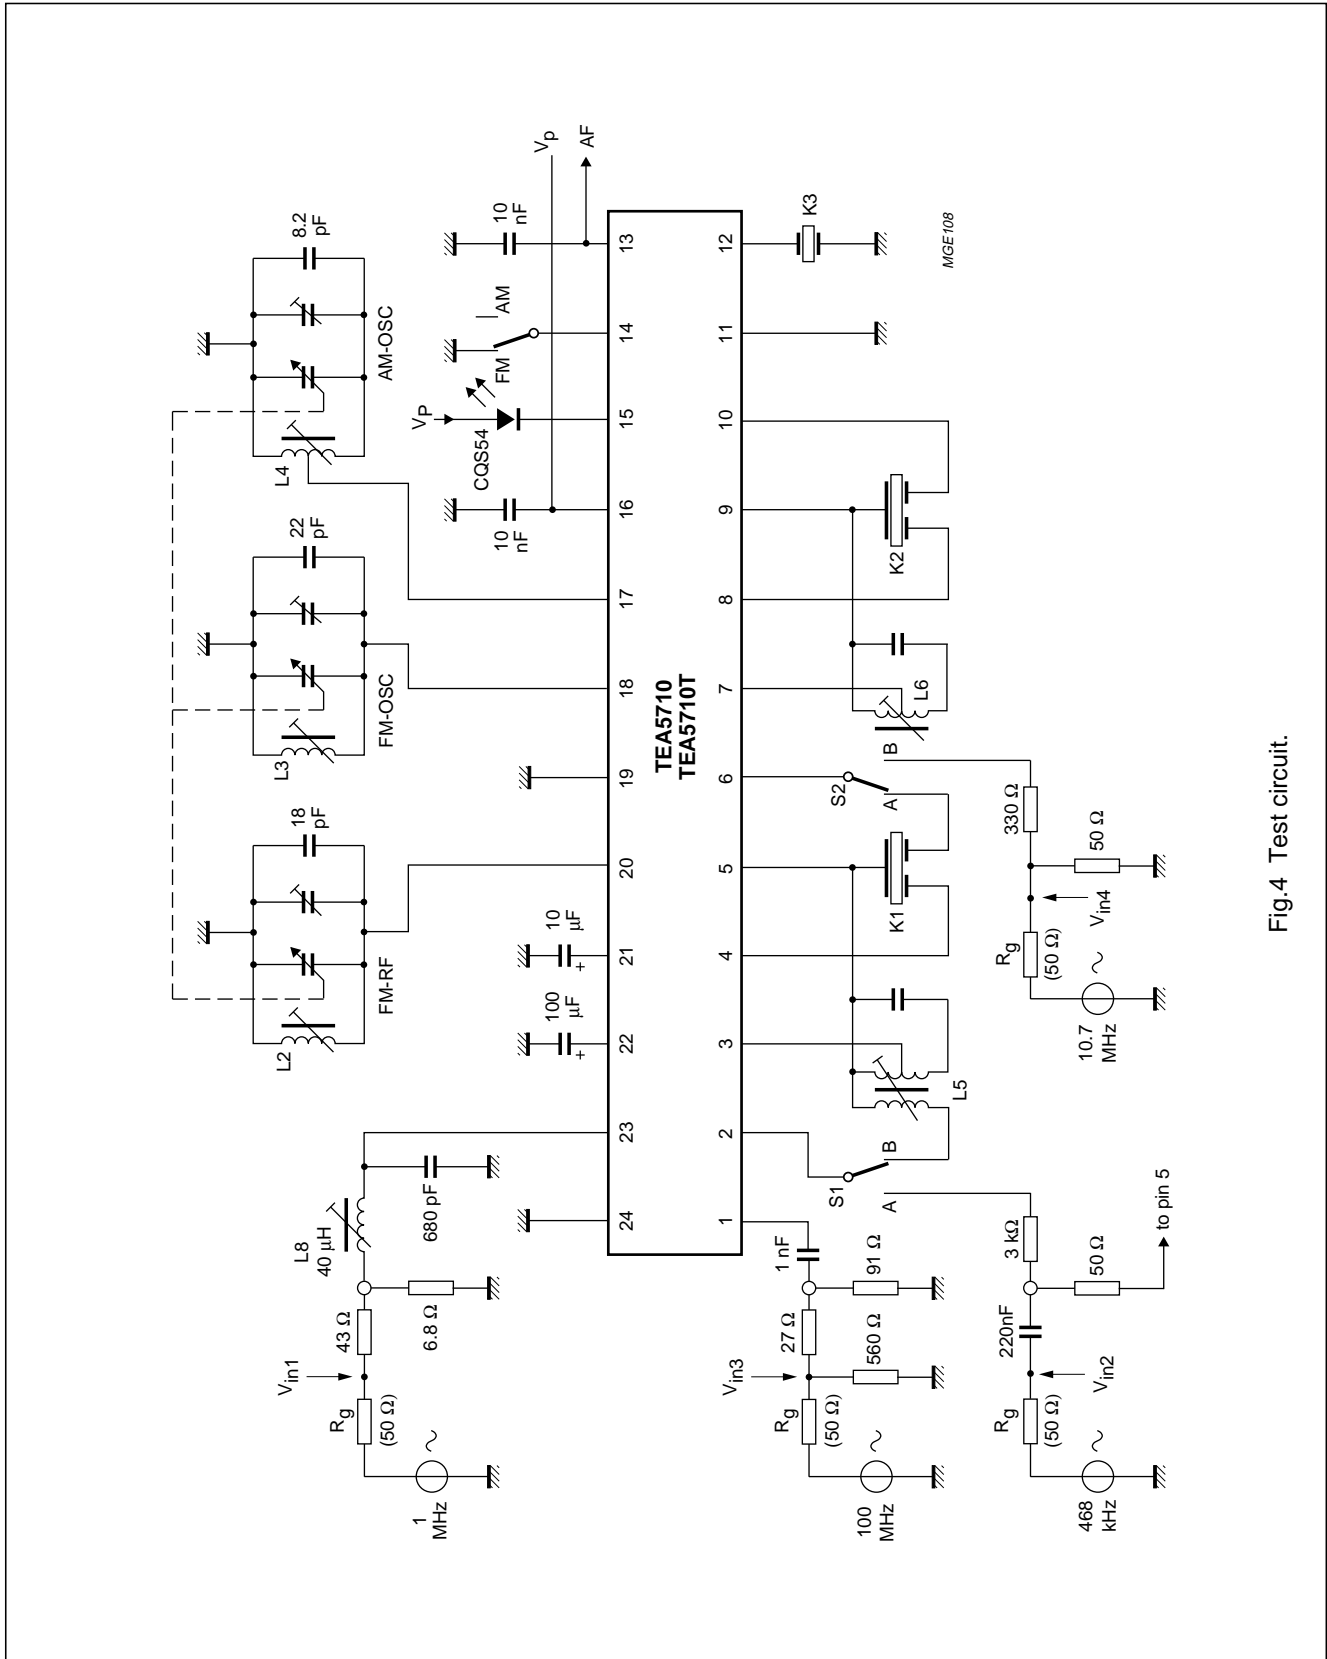 1
MHz
Rg
(50 Ω)
Vin1
43 Ω
6.8 Ω
L8
40 μH
680 pF
L2
FM-RF
18
pF
L3
FM-OSC
22
pF
L4
AM-OSC
8.2
pF
100
μF
+
10
μF
+
10
nF
CQS54
VP
FM
AM
10
nF
Vp
AF
24
23
22
21
20
19
18
17
16
15
14
13
TEA5710
TEA5710T
1
2
3
4
5
6
7
8
9
10
11
12
1 nF
91 Ω
27 Ω
560 Ω
Vin3
Rg
(50 Ω)
100
MHz
S1
A
B
L5
K1
S2
A
B
L6
K2
K3
3 kΩ
50 Ω
to pin 5
220nF
Vin2
Rg
(50 Ω)
468
kHz
330 Ω
50 Ω
Vin4
Rg
(50 Ω)
10.7
MHz
MGE108
Fig.4 Test circuit.